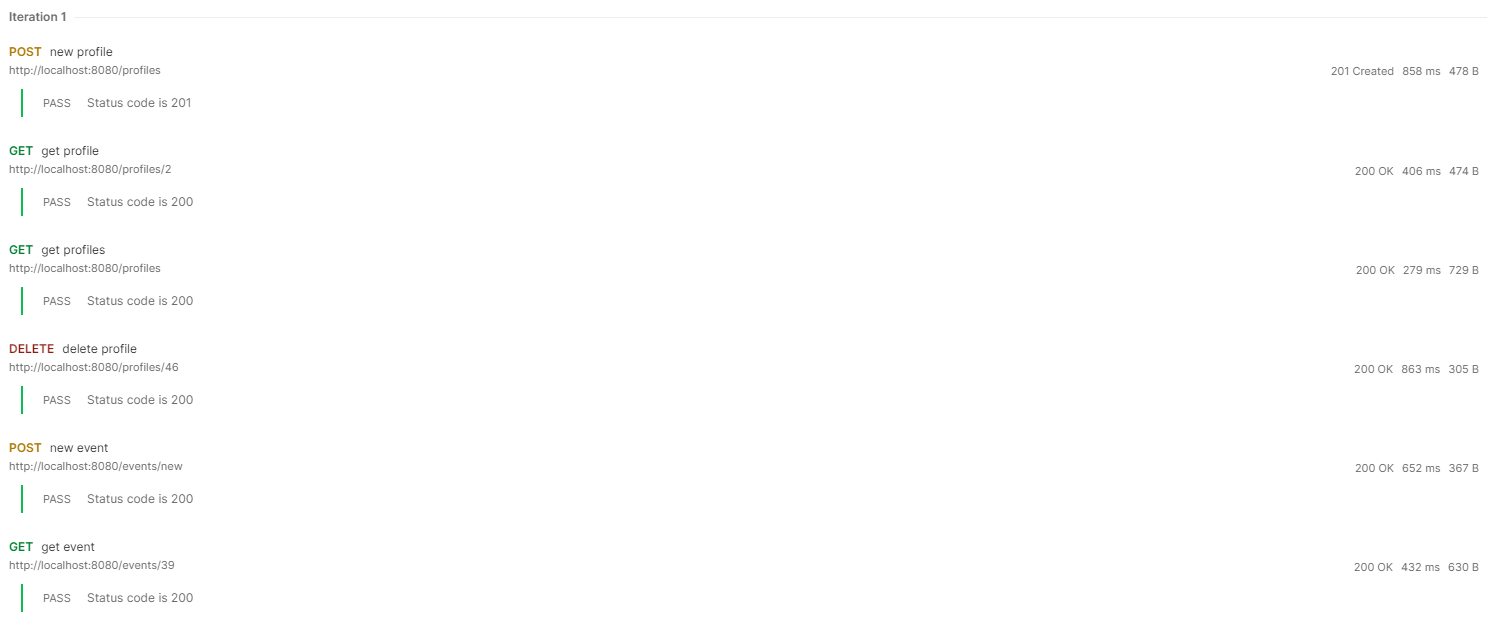 Iteration 1
POST new profile
http://localhost:8080/profiles
201 Created 858 ms 478 B
PASS Status code is 201
GET get profile
http://localhost:8080/profiles/2
200 OK 406 ms 474 B
PASS Status code is 200
GET get profiles
http://localhost:8080/profiles
200 OK 279 ms 729 B
PASS Status code is 200
DELETE delete profile
http://localhost:8080/profiles/46
200 OK 863 ms 305 B
PASS Status code is 200
POST new event
http://localhost:8080/events/new
200 OK 652 ms 367 B
PASS Status code is 200
GET get event
http://localhost:8080/events/39
200 OK 432 ms 630 B
PASS Status code is 200